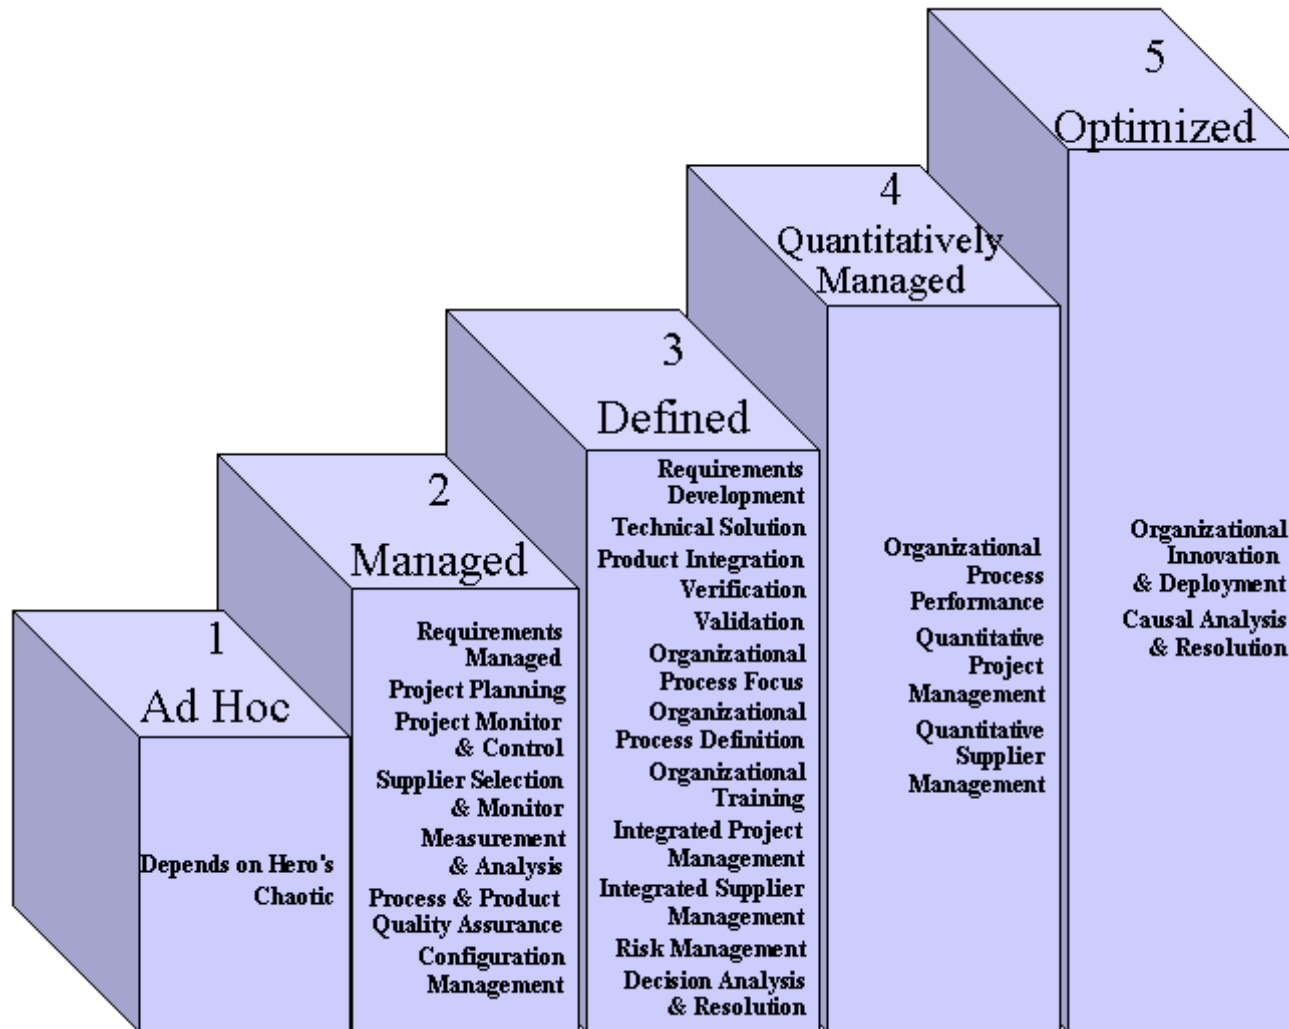 1
Ad Hoc
Depends on Hero's
Chaotic
2
Managed
Requirements
Managed
Project Planning
Project Monitor
& Control
Supplier Selection
& Monitor
Measurement
& Analysis
Process & Product
Quality Assurance
Configuration
Management
3
Defined
Requirements
Development
Technical Solution
Product Integration
Verification
Validation
Organizational
Process Focus
Organizational
Process Definition
Organizational
Training
Integrated Project
Management
Integrated Supplier
Management
Risk Management
Decision Analysis
& Resolution
4
Quantitatively
Managed
Organizational
Process
Performance
Quantitative
Project
Management
Quantitative
Supplier
Management
5
Optimized
Organizational
Innovation
& Deployment
Causal Analysis
& Resolution